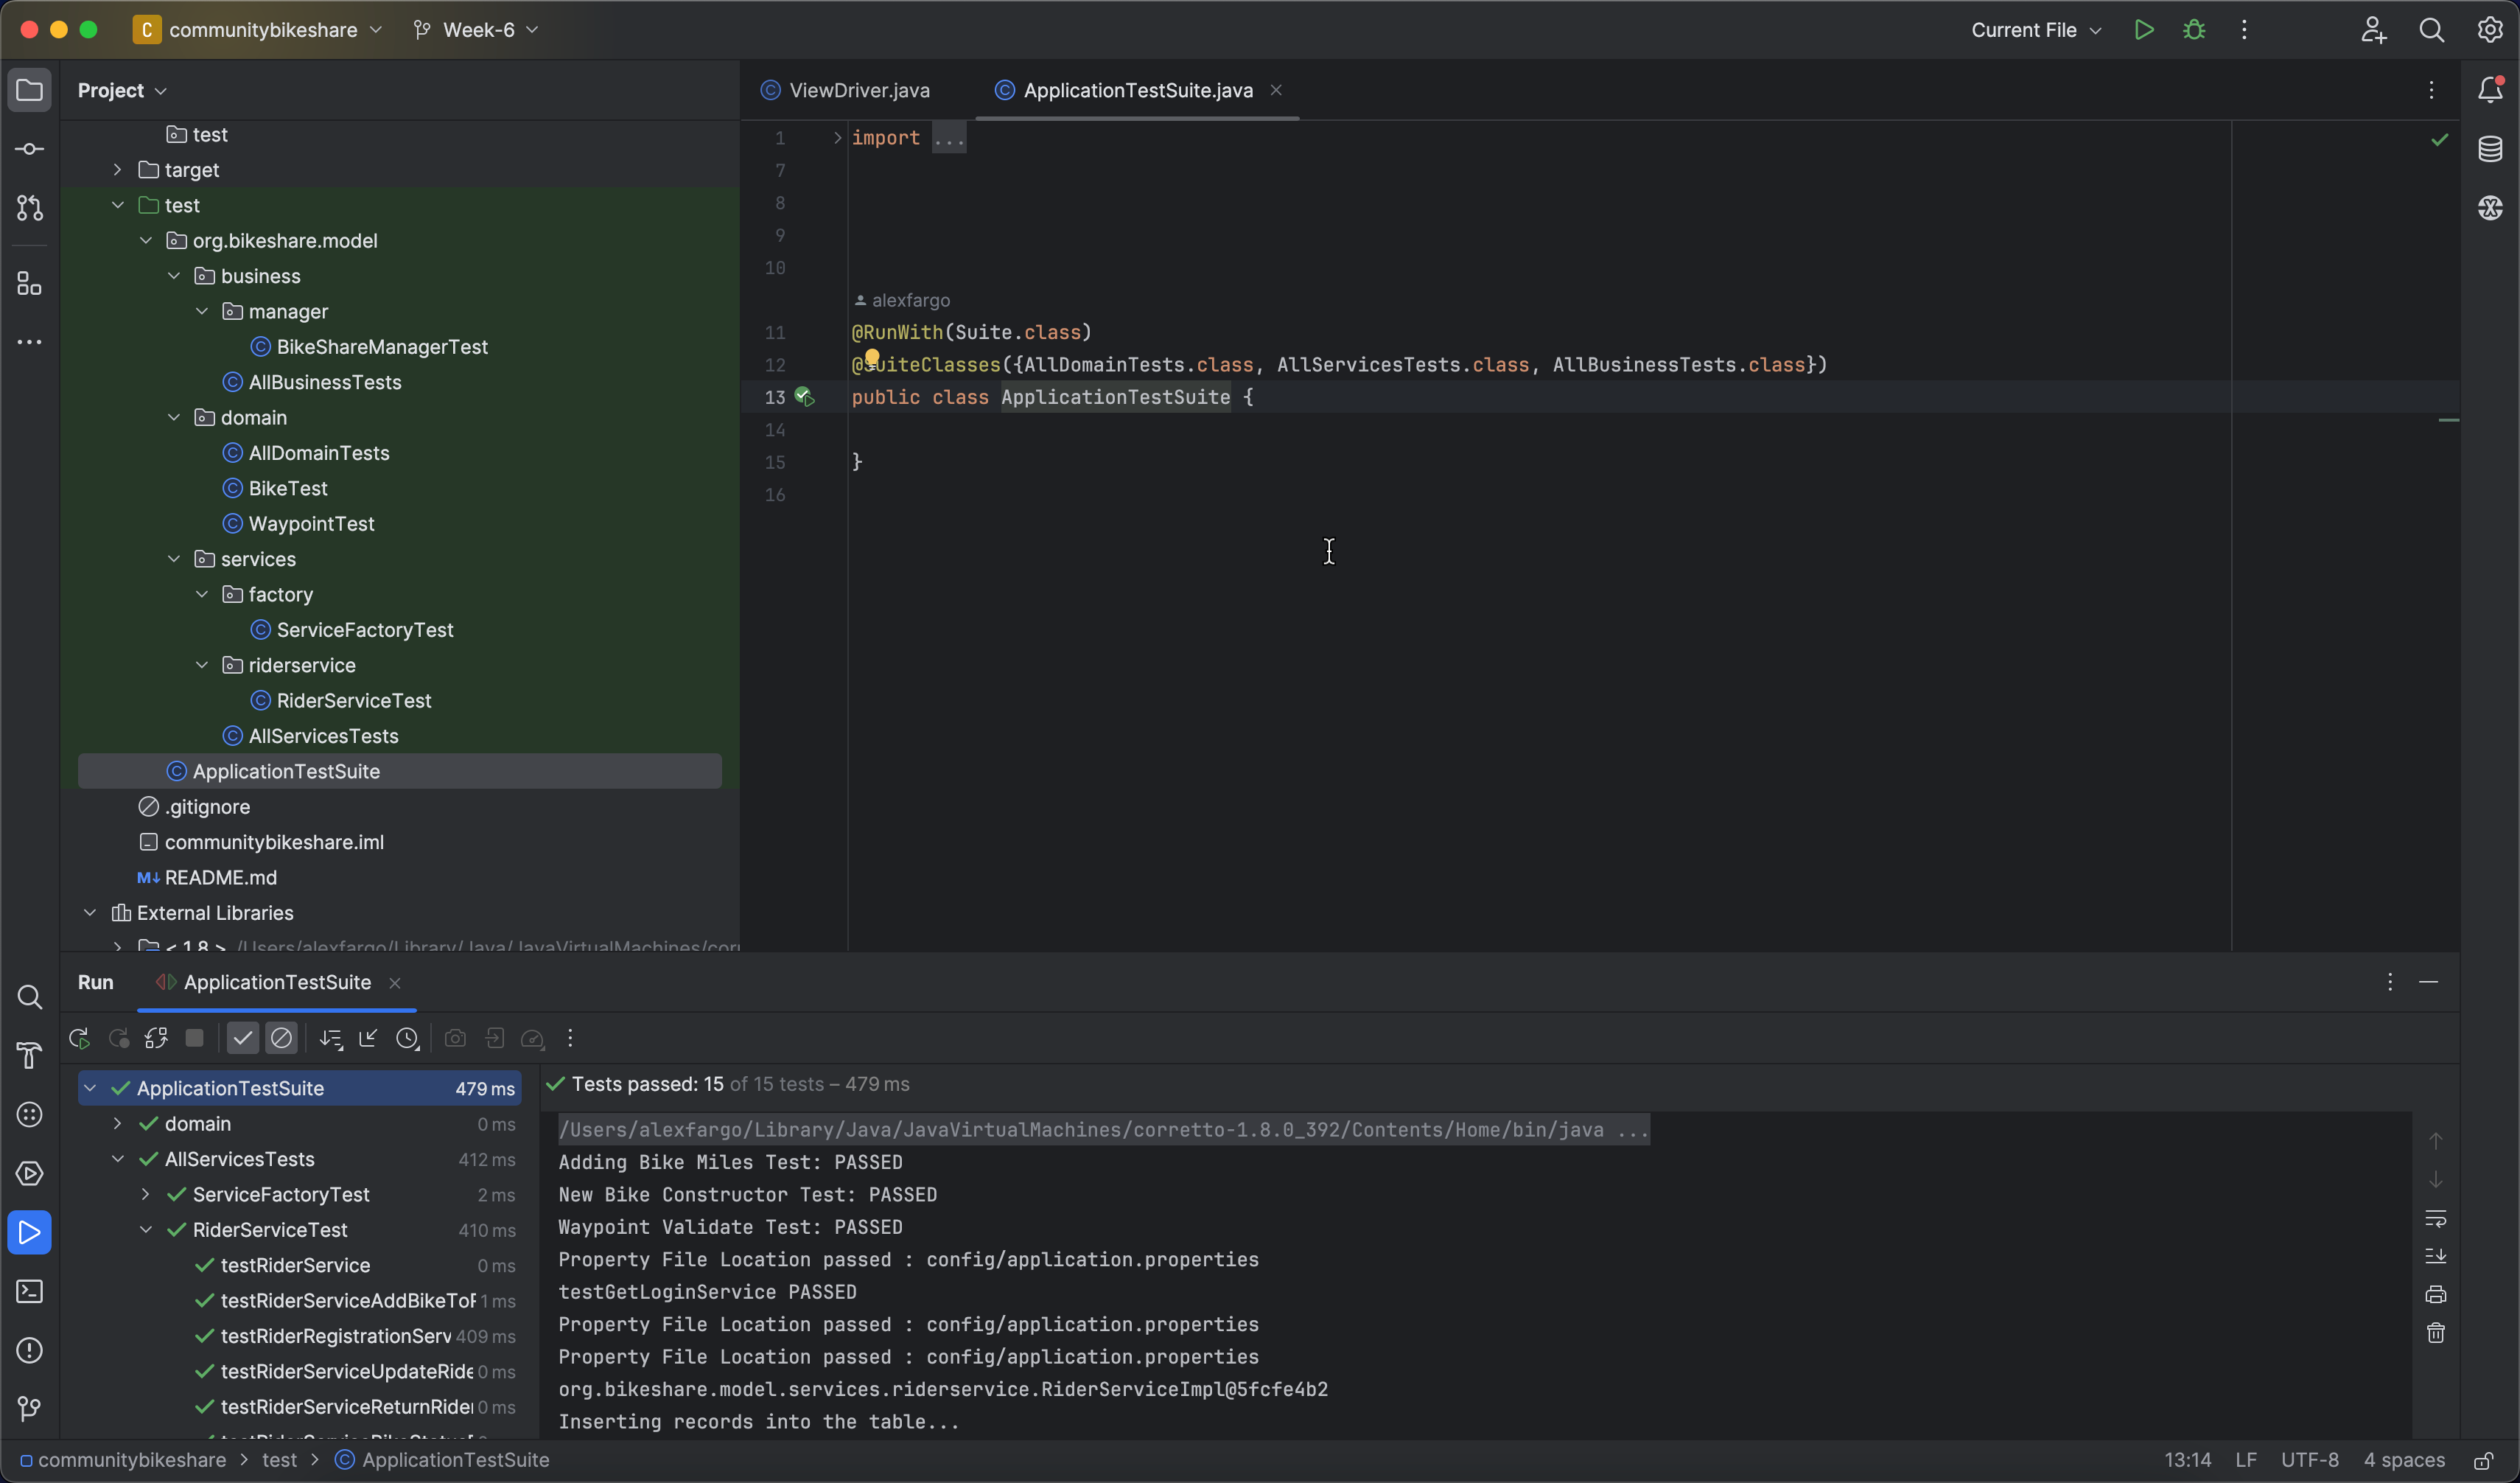 C communitybikeshare Week-6 Current File
Project
test
target
test
org.bikeshare.model
business
manager
BikeShareManagerTest
AllBusinessTests
domain
AllDomainTests
BikeTest
WaypointTest
services
factory
ServiceFactoryTest
riderservice
RiderServiceTest
AllServicesTests
ApplicationTestSuite
.gitignore
communitybikeshare.iml
M↓ README.md
External Libraries
< 1.8 > /Users/alexfargo/Library/Java/JavaVirtualMachines/corr
ViewDriver.java ApplicationTestSuite.java
1 import ...
7
8
9
10
alexfargo
11 @RunWith(Suite.class)
12 @SuiteClasses({AllDomainTests.class, AllServicesTests.class, AllBusinessTests.class})
13 public class ApplicationTestSuite {
14
15 }
16
Run ApplicationTestSuite
ApplicationTestSuite 479 ms
domain 0 ms
AllServicesTests 412 ms
ServiceFactoryTest 2 ms
RiderServiceTest 410 ms
testRiderService 0 ms
testRiderServiceAddBikeToF 1 ms
testRiderRegistrationServ 409 ms
testRiderServiceUpdateRide 0 ms
testRiderServiceReturnRide 0 ms
Tests passed: 15 of 15 tests – 479 ms
/Users/alexfargo/Library/Java/JavaVirtualMachines/corretto-1.8.0_392/Contents/Home/bin/java ...
Adding Bike Miles Test: PASSED
New Bike Constructor Test: PASSED
Waypoint Validate Test: PASSED
Property File Location passed : config/application.properties
testGetLoginService PASSED
Property File Location passed : config/application.properties
Property File Location passed : config/application.properties
org.bikeshare.model.services.riderservice.RiderServiceImpl@5fcfe4b2
Inserting records into the table...
communitybikeshare > test > ApplicationTestSuite 13:14 LF UTF-8 4 spaces